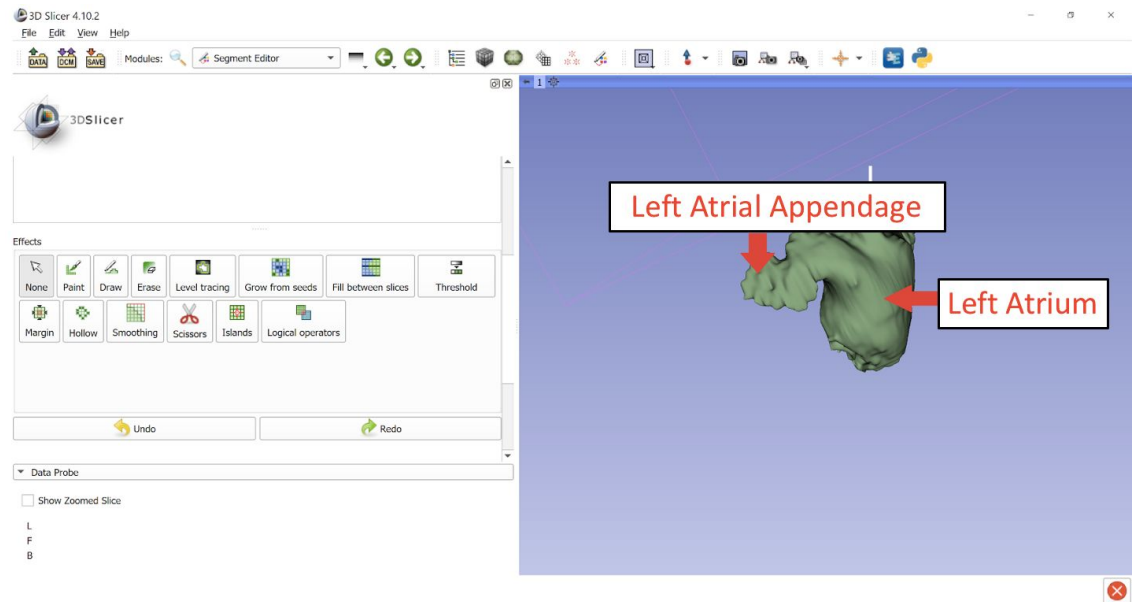 3D Slicer 4.10.2
File Edit View Help
DATA DCM SAVE Modules: Segment Editor
1
3DSlicer
Left Atrial Appendage
Effects
None Paint Draw Erase Level tracing Grow from seeds Fill between slices Threshold
Left Atrium
Margin Hollow Smoothing Scissors Islands Logical operators
Undo Redo
Data Probe
Show Zoomed Slice
L
F
B